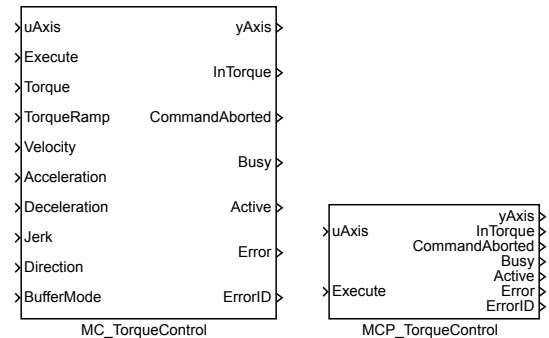 uAxis
Execute
Torque
TorqueRamp
Velocity
Acceleration
Deceleration
Jerk
Direction
BufferMode
yAxis
InTorque
CommandAborted
Busy
Active
Error
ErrorID
MC_TorqueControl
uAxis
Execute
yAxis
InTorque
CommandAborted
Busy
Active
Error
ErrorID
MCP_TorqueControl